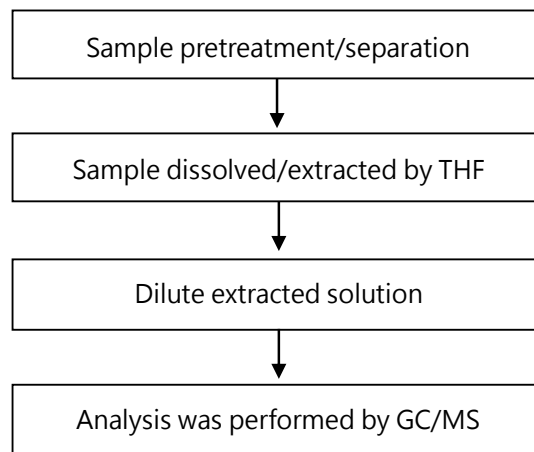 Sample pretreatment/separation
Sample dissolved/extracted by THF
Dilute extracted solution
Analysis was performed by GC/MS